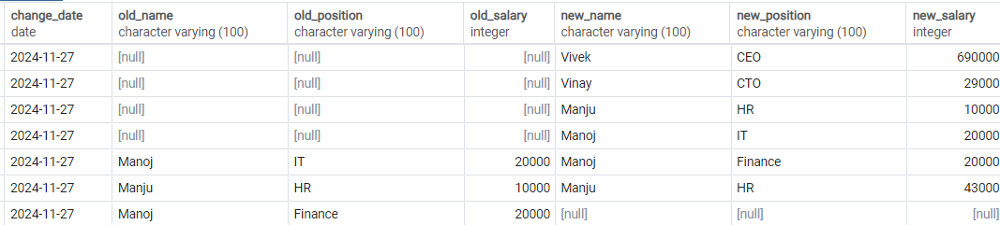 change_date old_name old_position old_salary new_name new_position new_salary
date character varying (100) character varying (100) integer character varying (100) character varying (100) integer
2024-11-27 [null] [null] [null] Vivek CEO 690000
2024-11-27 [null] [null] [null] Vinay CTO 29000
2024-11-27 [null] [null] [null] Manju HR 10000
2024-11-27 [null] [null] [null] Manoj IT 20000
2024-11-27 Manoj IT 20000 Manoj Finance 20000
2024-11-27 Manju HR 10000 Manju HR 43000
2024-11-27 Manoj Finance 20000 [null] [null] [null]